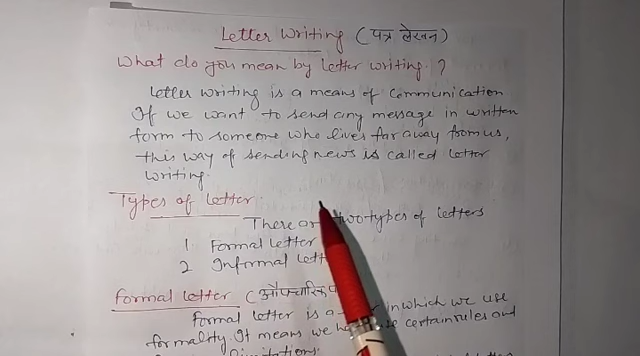 Letter Writing (पत्र लेखन)
What do you mean by letter writing. ?
Letter writing is a means of communication
If we want to send any message in written
form to someone who lives far away from us,
this way of sending news is called letter
writing.
Types of letter.
There are two types of letters
1 Formal letter
2 Informal
Formal letter (औपचारिक
Formal letter is a in which we use
formality. It means we certain rules and